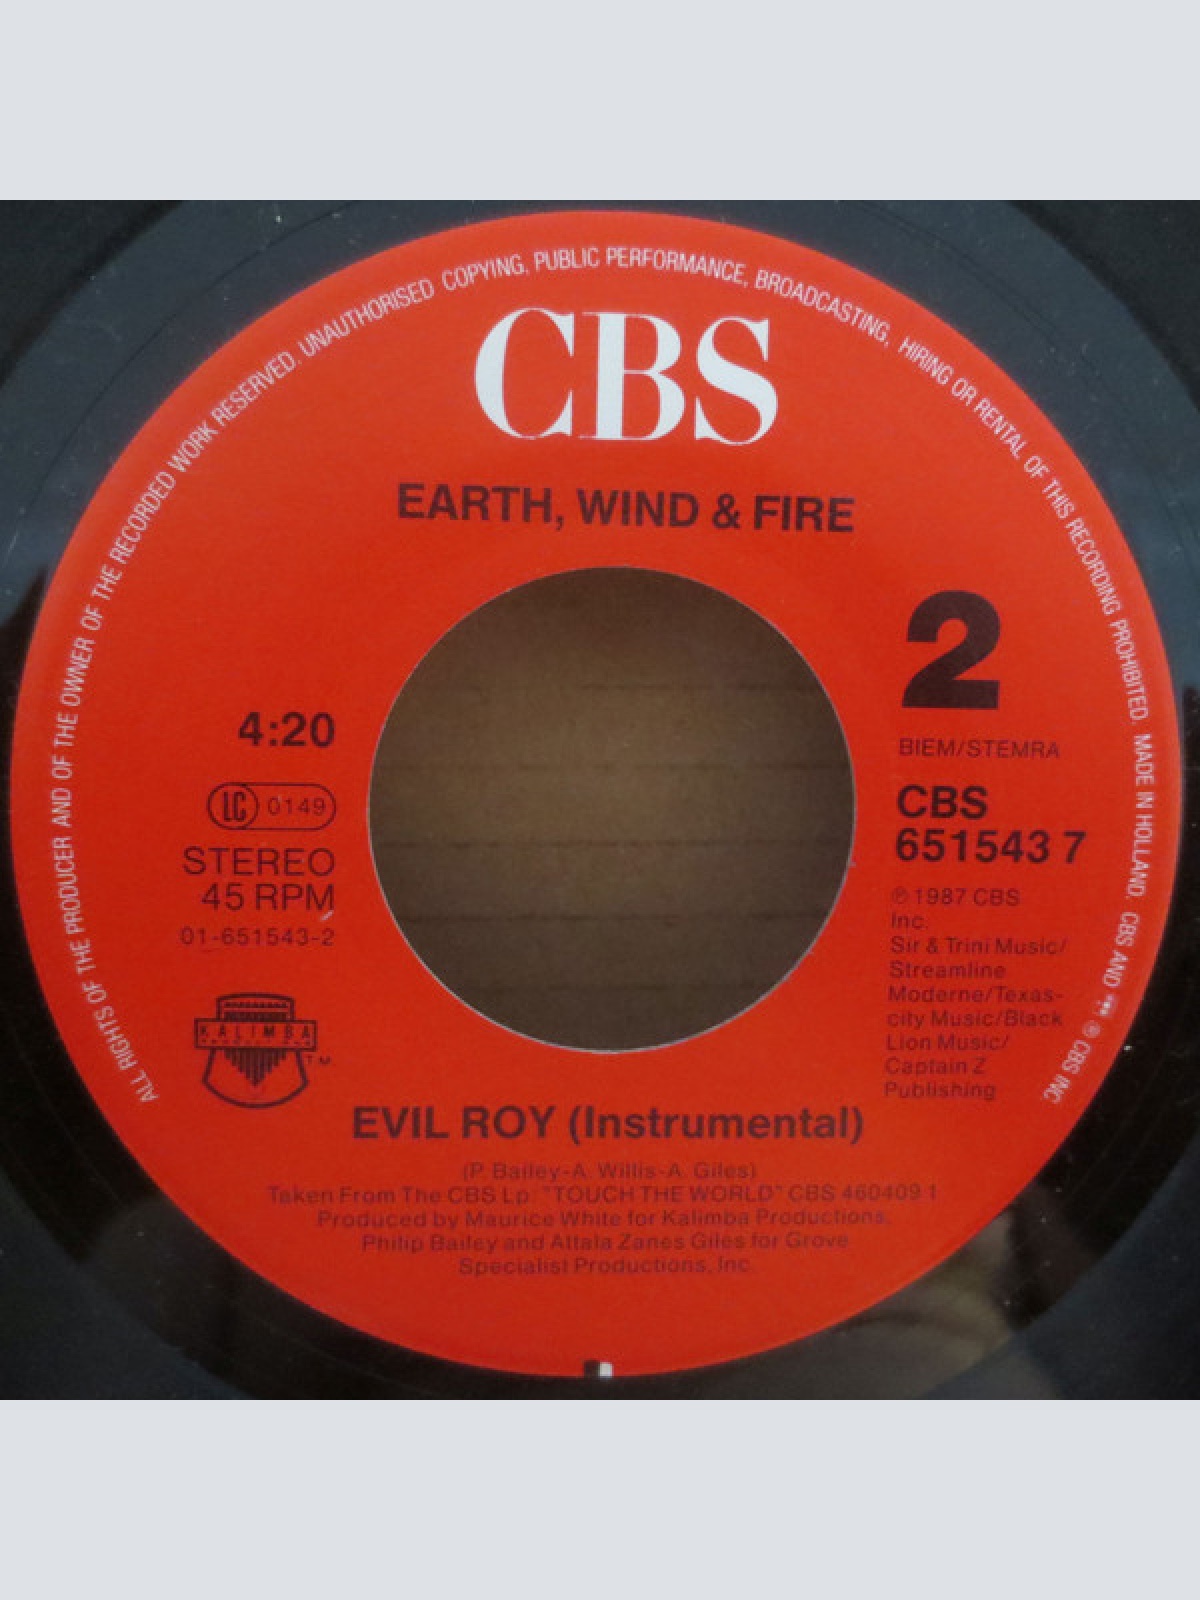 ALL RIGHTS OF THE PRODUCER AND OF THE OWNER OF THE RECORDED WORK RESERVED. UNAUTHORISED COPYING, PUBLIC PERFORMANCE, BROADCASTING, HIRING OR RENTAL OF THIS RECORDING PROHIBITED. MADE IN HOLLAND. CBS AND ® CBS INC
CBS
EARTH, WIND & FIRE
4:20
LC 0149
STEREO
45 RPM
01-651543-2
KALIMBA
PRODUCTIONS
T.M.
2
BIEM/STEMRA
CBS
651543 7
℗ 1987 CBS
Inc.
Sir & Trini Music/
Streamline
Moderne/Texas-
city Music/Black
Lion Music/
Captain Z
Publishing
EVIL ROY (Instrumental)
(P. Bailey-A. Willis-A. Giles)
Taken From The CBS Lp: "TOUCH THE WORLD" CBS 460409 1
Produced by Maurice White for Kalimba Productions,
Philip Bailey and Attala Zanes Giles for Grove
Specialist Productions, Inc.